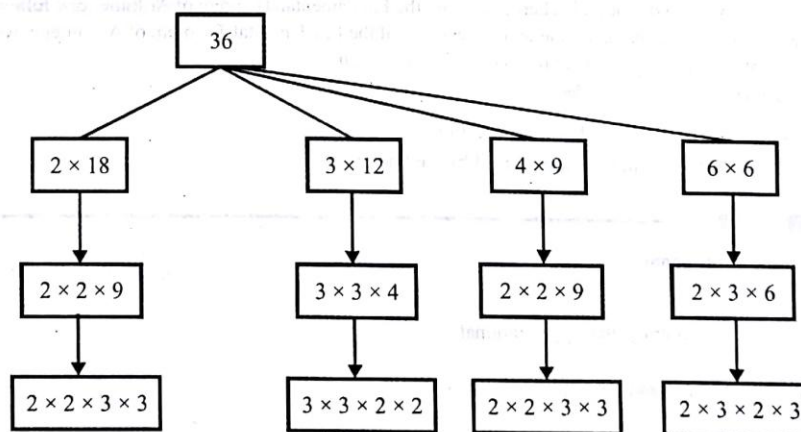 36
2 × 18 3 × 12 4 × 9 6 × 6
2 × 2 × 9 3 × 3 × 4 2 × 2 × 9 2 × 3 × 6
2 × 2 × 3 × 3 3 × 3 × 2 × 2 2 × 2 × 3 × 3 2 × 3 × 2 × 3